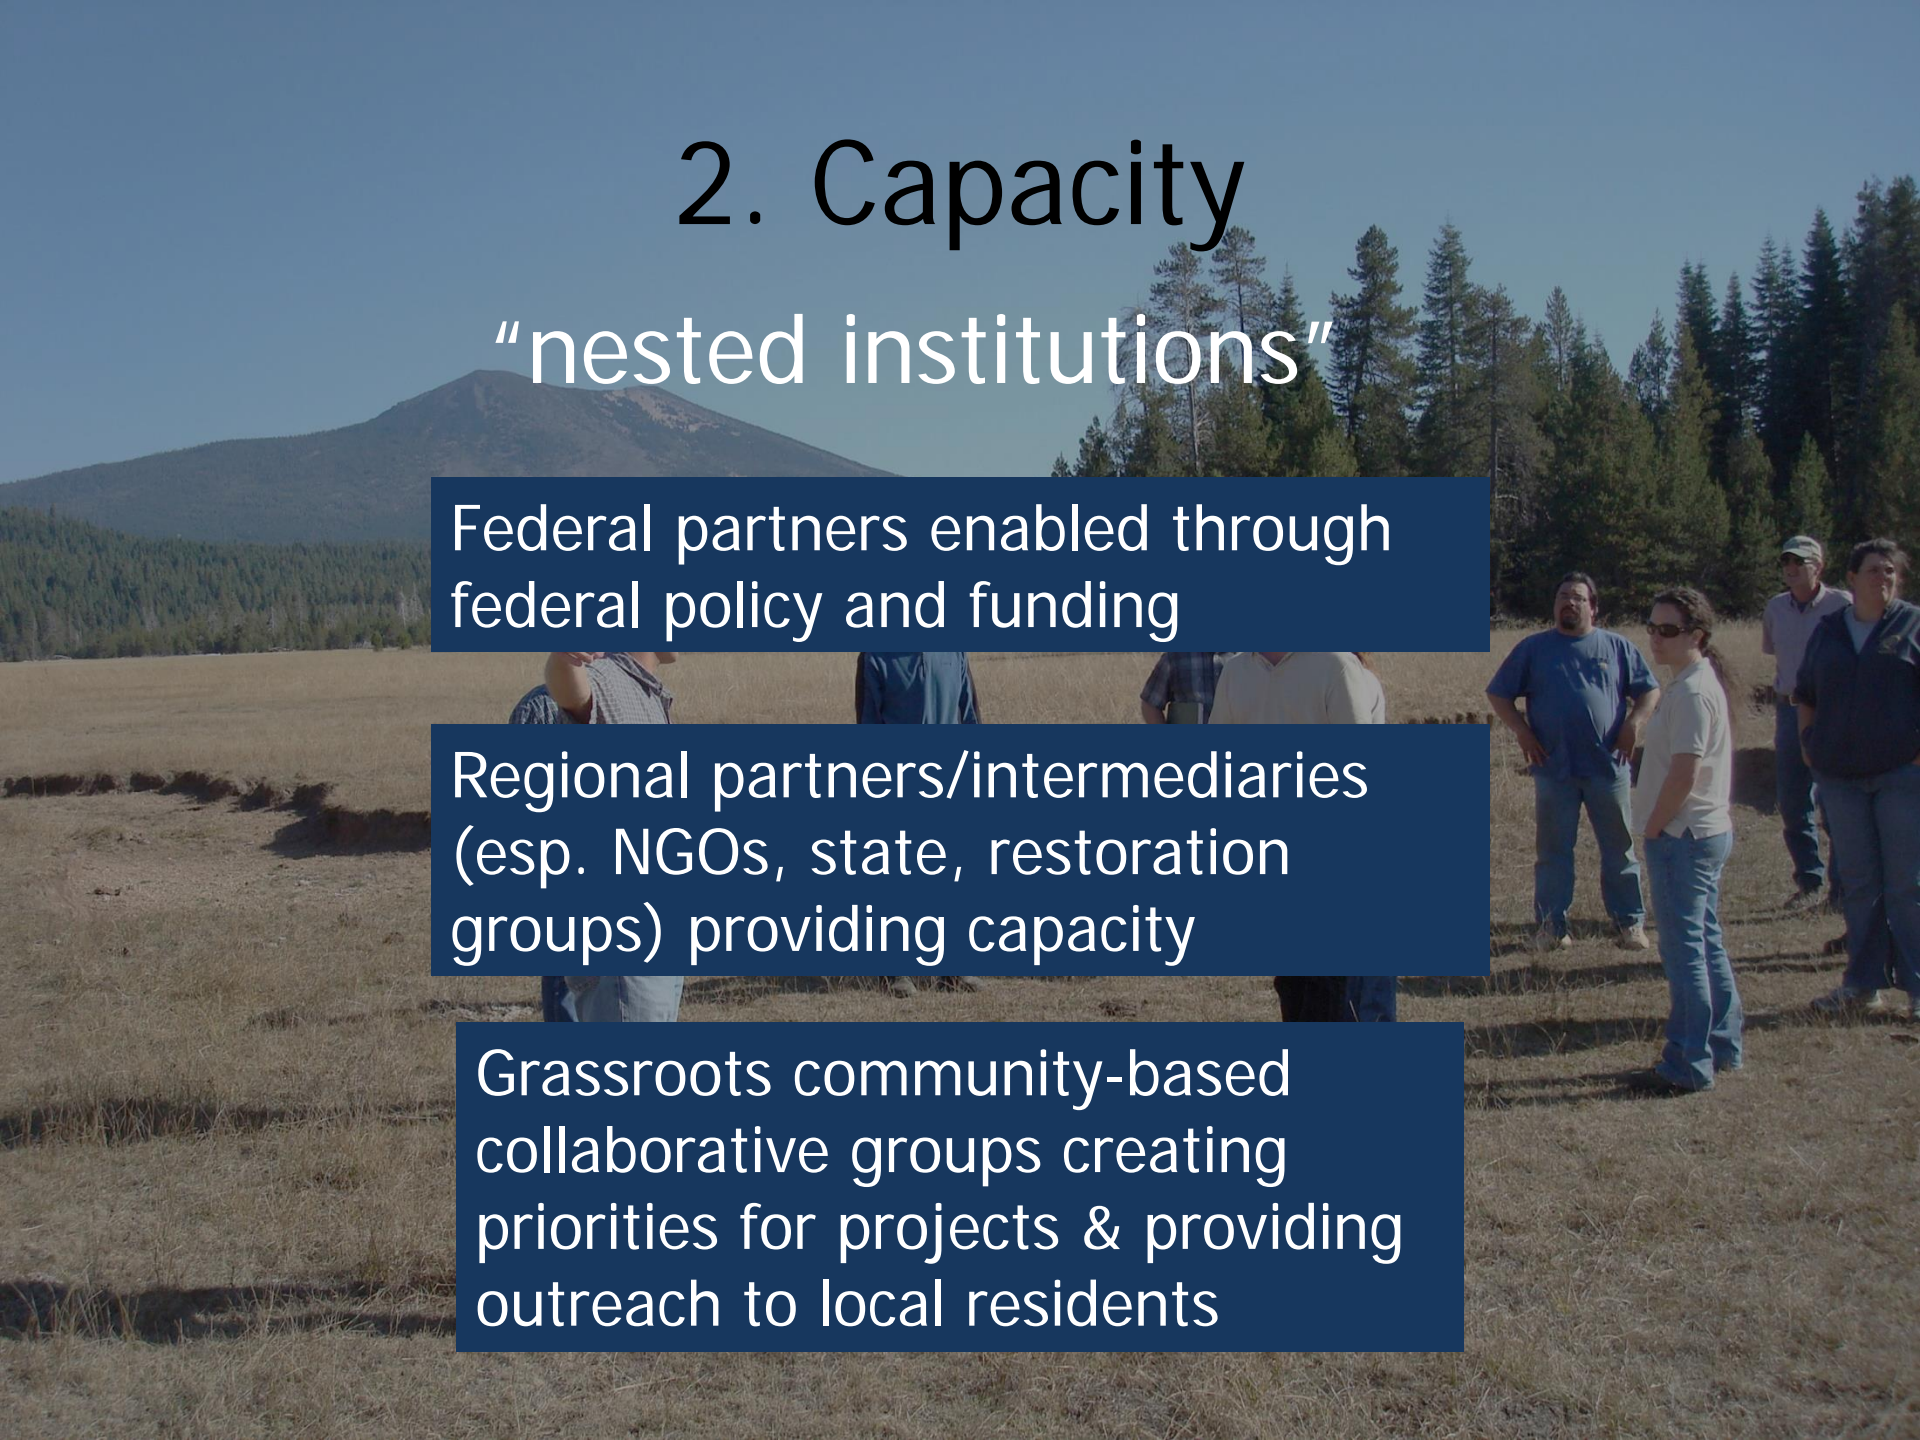 2. Capacity
“nested institutions”
Federal partners enabled through
federal policy and funding
Regional partners/intermediaries
(esp. NGOs, state, restoration
groups) providing capacity
Grassroots community-based
collaborative groups creating
priorities for projects & providing
outreach to local residents